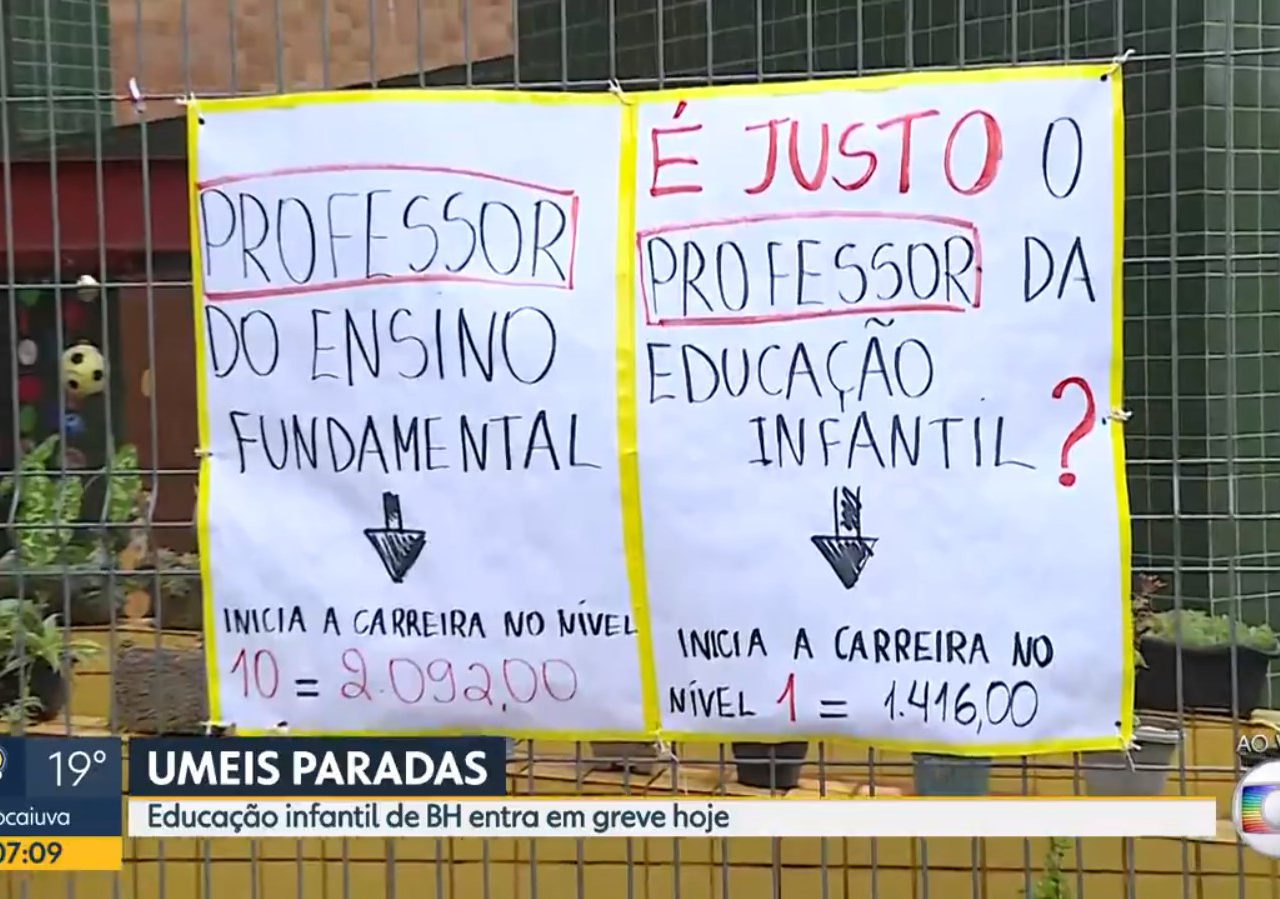 PROFESSOR
DO ENSINO
FUNDAMENTAL
INICIA A CARREIRA NO NÍVEL
10 = 2.092,00
É JUSTO O
PROFESSOR DA
EDUCAÇÃO
INFANTIL ?
INICIA A CARREIRA NO
NÍVEL 1 = 1.416,00
AO V
19°
ocaiuva
07:09
UMEIS PARADAS
Educação infantil de BH entra em greve hoje